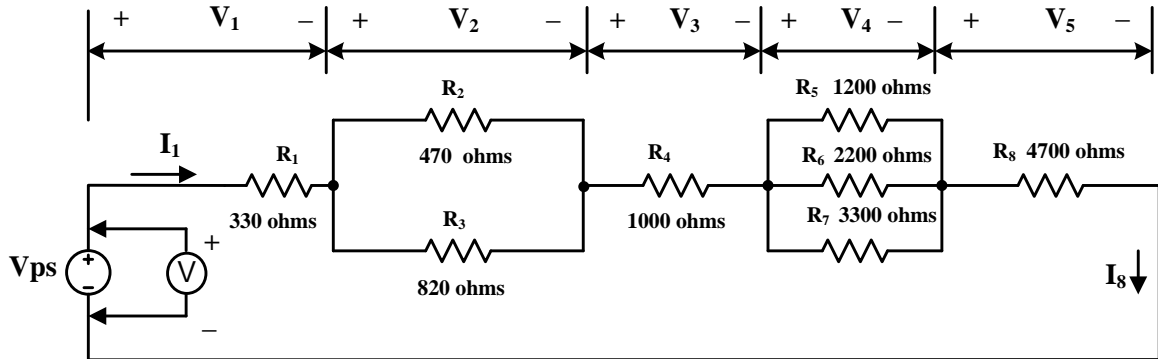 + V₁ – + V₂ – + V₃ – + V₄ – + V₅ –
R₂
R₅ 1200 ohms
I₁
R₁
470 ohms
R₄
R₆ 2200 ohms
R₈ 4700 ohms
330 ohms
R₃
1000 ohms
R₇ 3300 ohms
+
Vps
+
–
V
820 ohms
I₈
–